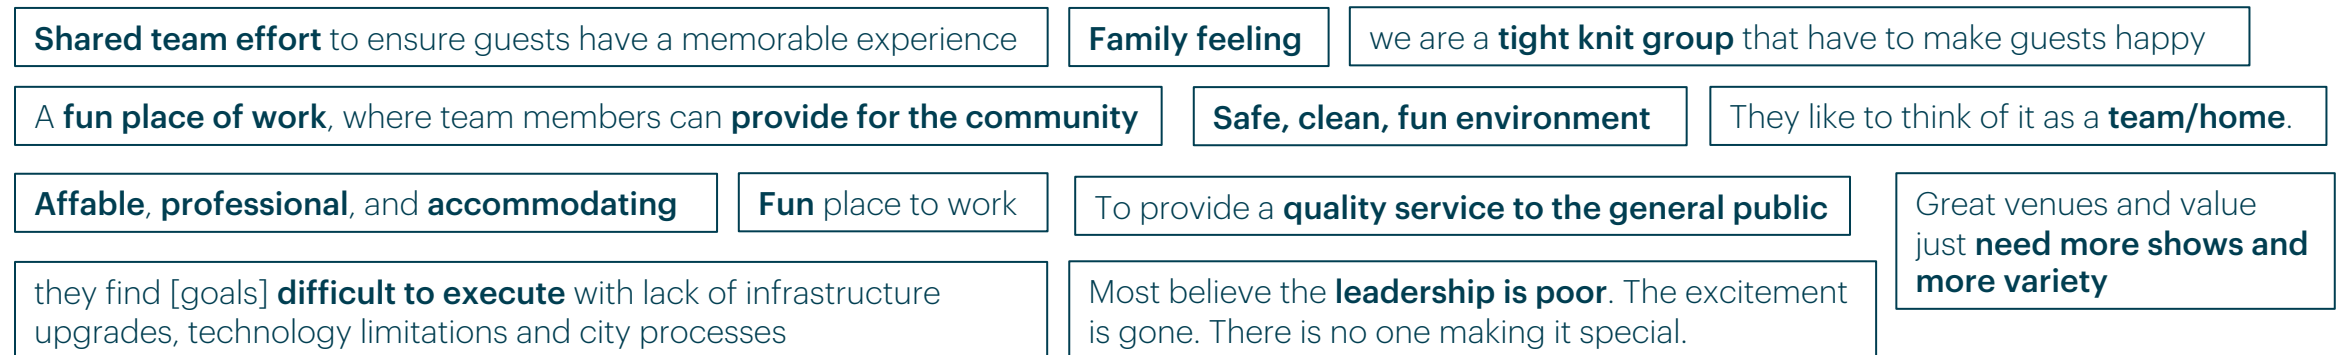 Shared team effort to ensure guests have a memorable experience
Family feeling
we are a tight knit group that have to make guests happy
A fun place of work, where team members can provide for the community
Safe, clean, fun environment
They like to think of it as a team/home.
Affable, professional, and accommodating
Fun place to work
To provide a quality service to the general public
Great venues and value
just need more shows and
more variety
they find [goals] difficult to execute with lack of infrastructure
upgrades, technology limitations and city processes
Most believe the leadership is poor. The excitement
is gone. There is no one making it special.